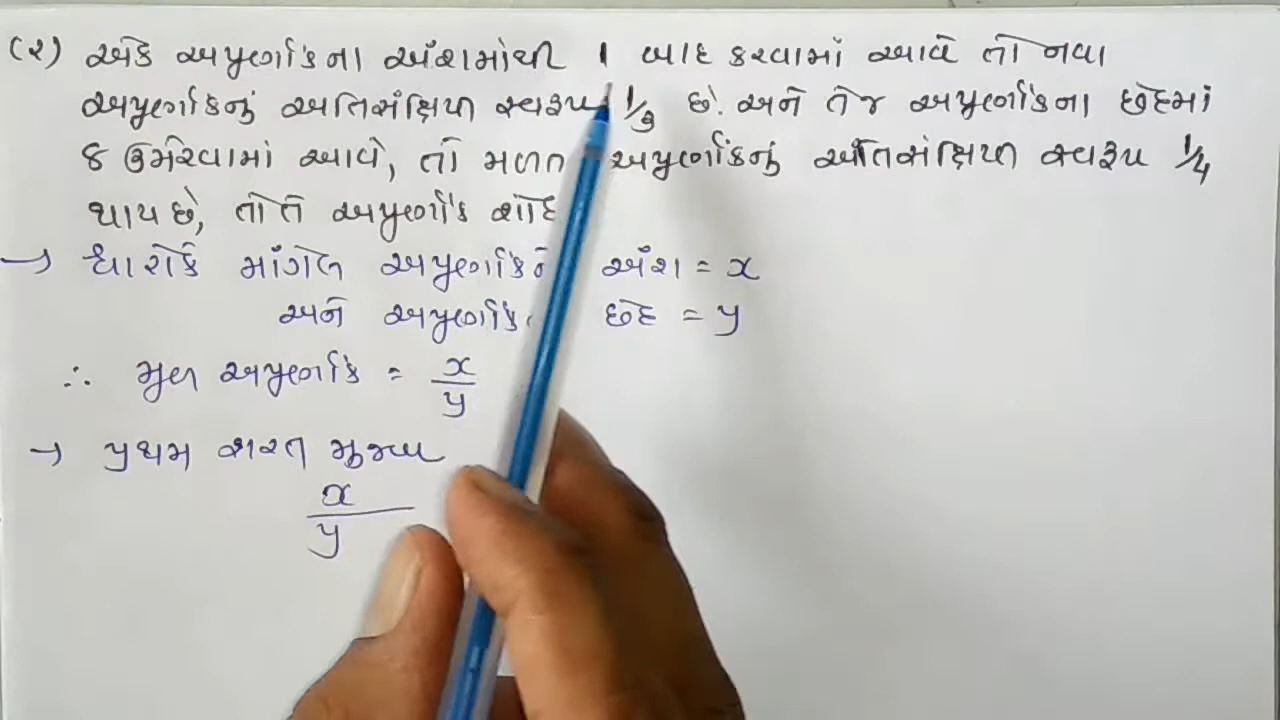 (૨) એક અપૂર્ણાંકના અંશમાંથી 1 બાદ કરવામાં આવે તો નવા
અપૂર્ણાંકનું અતિસંક્ષિપ્ત સ્વરૂપ 1/3 છે. અને તેજ અપૂર્ણાંકના છેદમાં
8 ઉમેરવામાં આવે, તો મળતા અપૂર્ણાંકનું અતિસંક્ષિપ્ત સ્વરૂપ 1/4
થાય છે, તો તે અપૂર્ણાંક
→ ધારોકે માંગેલ અપૂર્ણાંકનો અંશ = x
અને અપૂર્ણાંક છેદ = y
∴ મુળ અપૂર્ણાંક = x/y
→ પ્રથમ શરત મુજબ
x/y